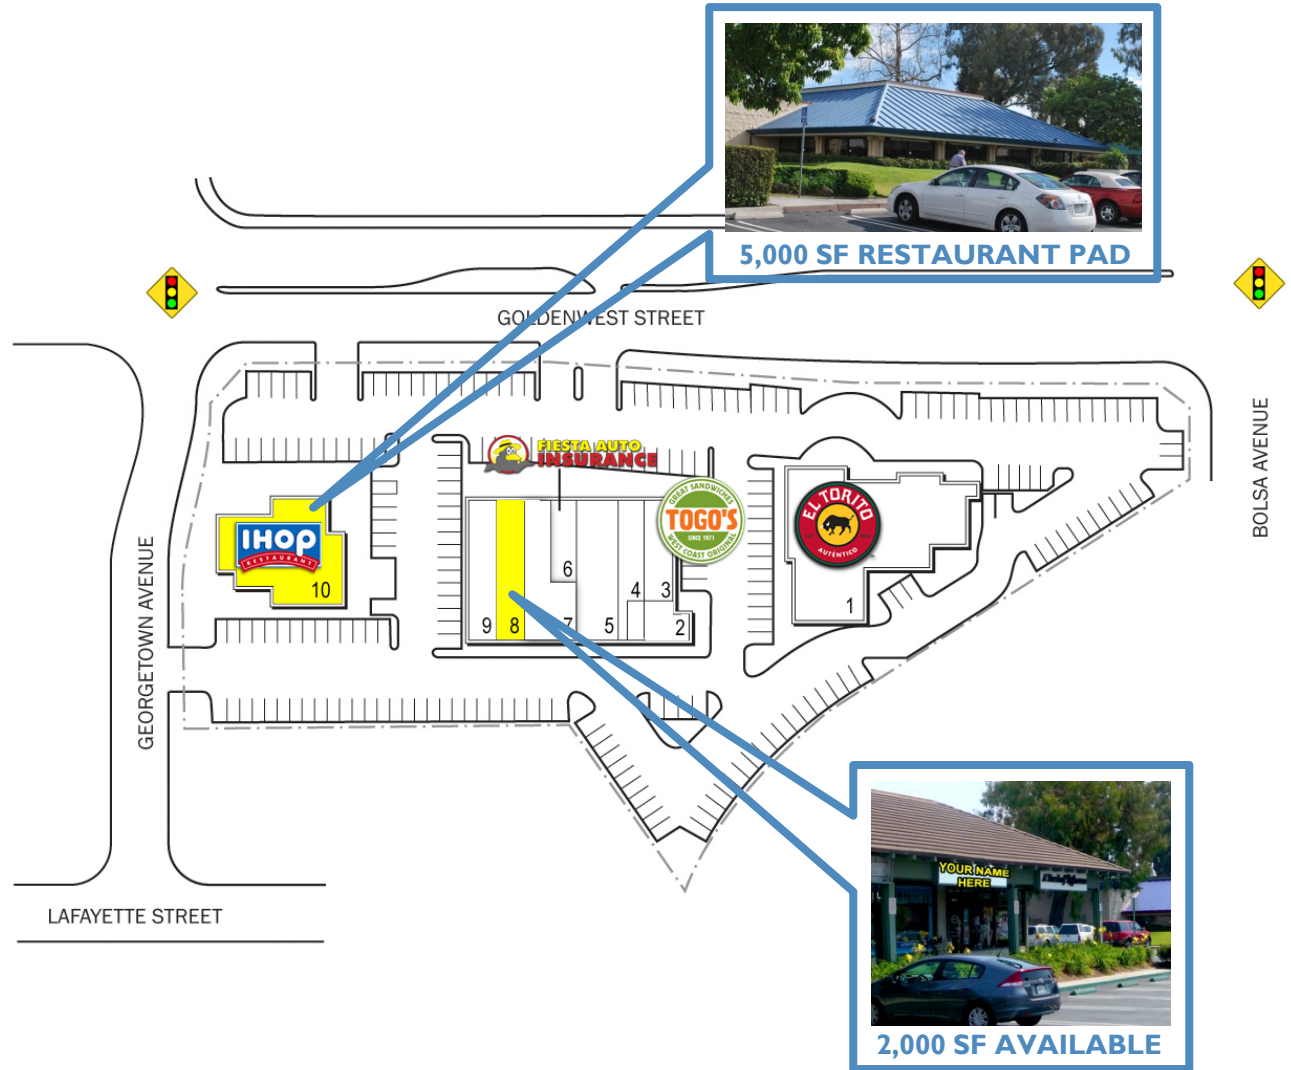 5,000 SF RESTAURANT PAD
GOLDENWEST STREET
BOLSA AVENUE
GEORGETOWN AVENUE
FIESTA AUTO
INSURANCE
GREAT SANDWICHES
TOGO'S
SINCE 1971
WEST COAST ORIGINAL
EL TORITO
AUTÉNTICO
IHOP
RESTAURANT
10
9
8
7
6
5
4
3
2
1
LAFAYETTE STREET
YOUR NAME
HERE
2,000 SF AVAILABLE